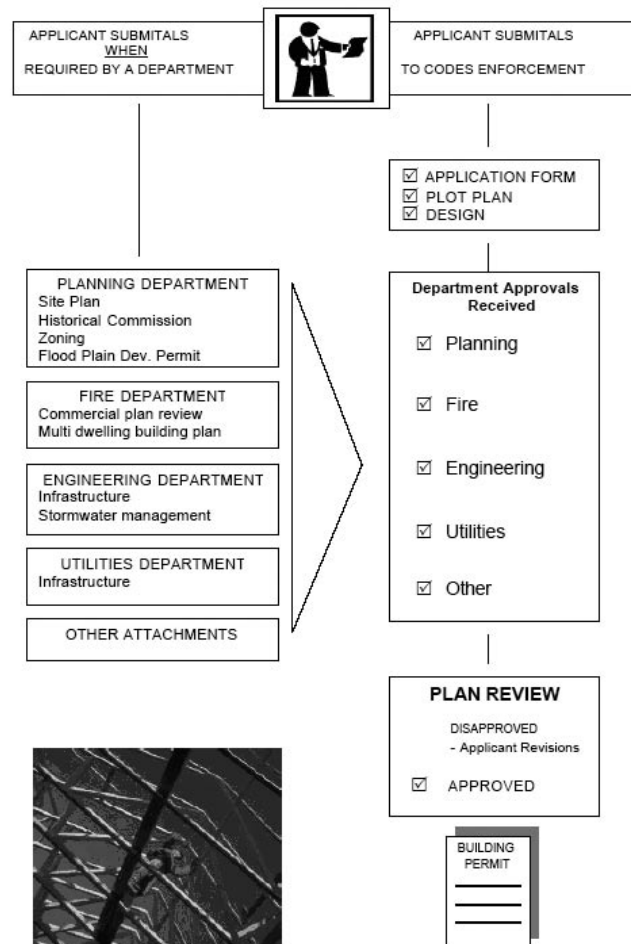 APPLICANT SUBMITALS
WHEN
REQUIRED BY A DEPARTMENT
APPLICANT SUBMITALS
TO CODES ENFORCEMENT
☑ APPLICATION FORM
☑ PLOT PLAN
☑ DESIGN
PLANNING DEPARTMENT
Site Plan
Historical Commission
Zoning
Flood Plain Dev. Permit
FIRE DEPARTMENT
Commercial plan review
Multi dwelling building plan
ENGINEERING DEPARTMENT
Infrastructure
Stormwater management
UTILITIES DEPARTMENT
Infrastructure
OTHER ATTACHMENTS
Department Approvals
Received
☑ Planning
☑ Fire
☑ Engineering
☑ Utilities
☑ Other
PLAN REVIEW
DISAPPROVED
- Applicant Revisions
☑ APPROVED
BUILDING
PERMIT